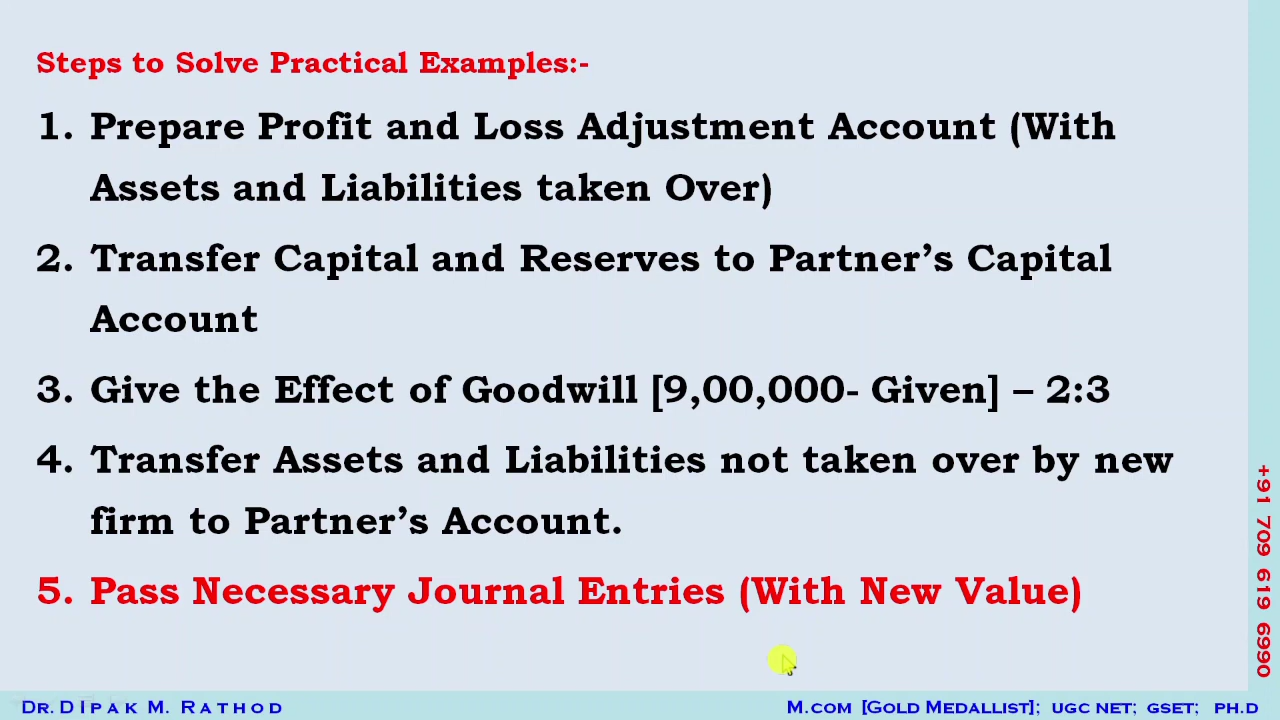 Steps to Solve Practical Examples:-
1. Prepare Profit and Loss Adjustment Account (With
Assets and Liabilities taken Over)
2. Transfer Capital and Reserves to Partner’s Capital
Account
3. Give the Effect of Goodwill [9,00,000- Given] – 2:3
4. Transfer Assets and Liabilities not taken over by new
firm to Partner’s Account.
5. Pass Necessary Journal Entries (With New Value)
+91 709 619 6990
DR. DIPAK M. RATHOD
M.COM [GOLD MEDALLIST]; UGC NET; GSET; PH.D